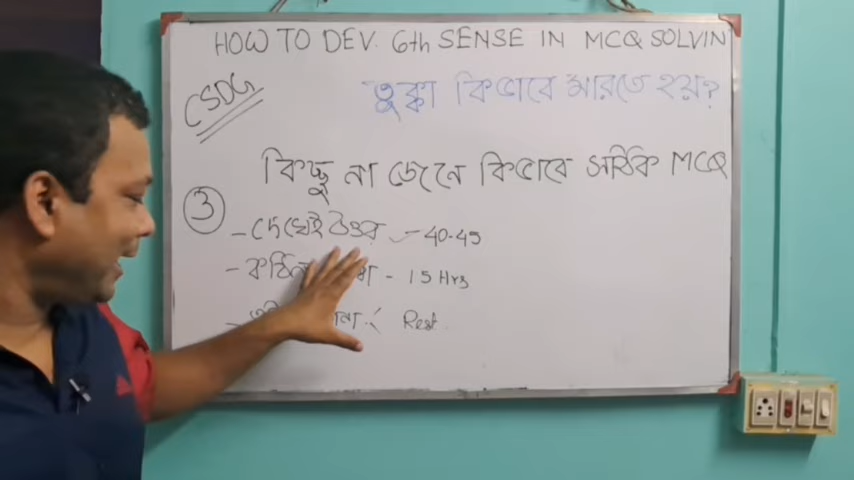 HOW TO DEV. 6th SENSE IN MCQ SOLVIN
CSDG
তুক্কা কিভাবে মারতে হয়?
কিছু না জেনে কিভাবে সঠিক MCQ
3
- দেখেই উত্তর - 40-45
- কঠিন - 15 Hrs
Rest